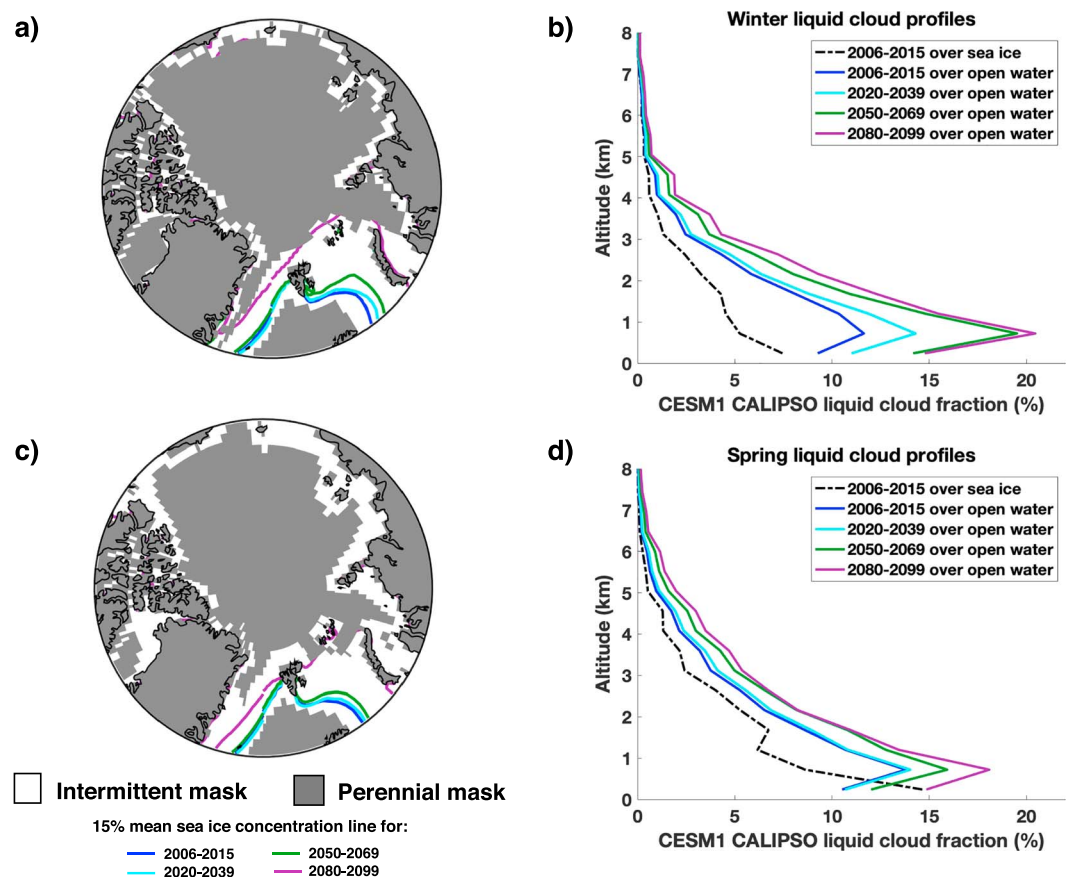 a)
b)
Winter liquid cloud profiles
8
7
6
5
4
3
2
1
0
Altitude (km)
2006-2015 over sea ice
2006-2015 over open water
2020-2039 over open water
2050-2069 over open water
2080-2099 over open water
0 5 10 15 20
CESM1 CALIPSO liquid cloud fraction (%)
c)
d)
Spring liquid cloud profiles
8
7
6
5
4
3
2
1
0
Altitude (km)
2006-2015 over sea ice
2006-2015 over open water
2020-2039 over open water
2050-2069 over open water
2080-2099 over open water
0 5 10 15 20
CESM1 CALIPSO liquid cloud fraction (%)
Intermittent mask
Perennial mask
15% mean sea ice concentration line for:
2006-2015
2050-2069
2020-2039
2080-2099